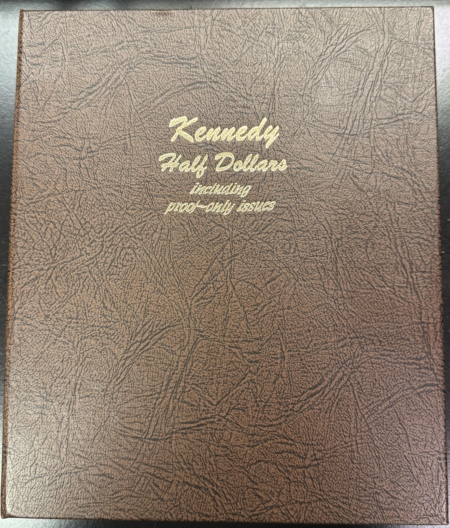 Kennedy
Half Dollars
including
proof-only issues